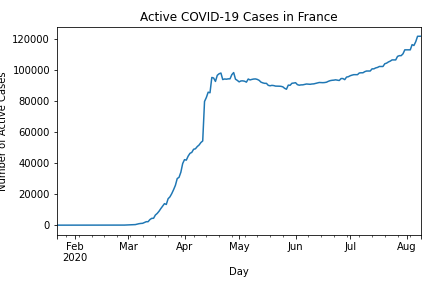 Active COVID-19 Cases in France
Number of Active Cases
120000
100000
80000
60000
40000
20000
0
Feb Mar Apr May Jun Jul Aug
2020
Day